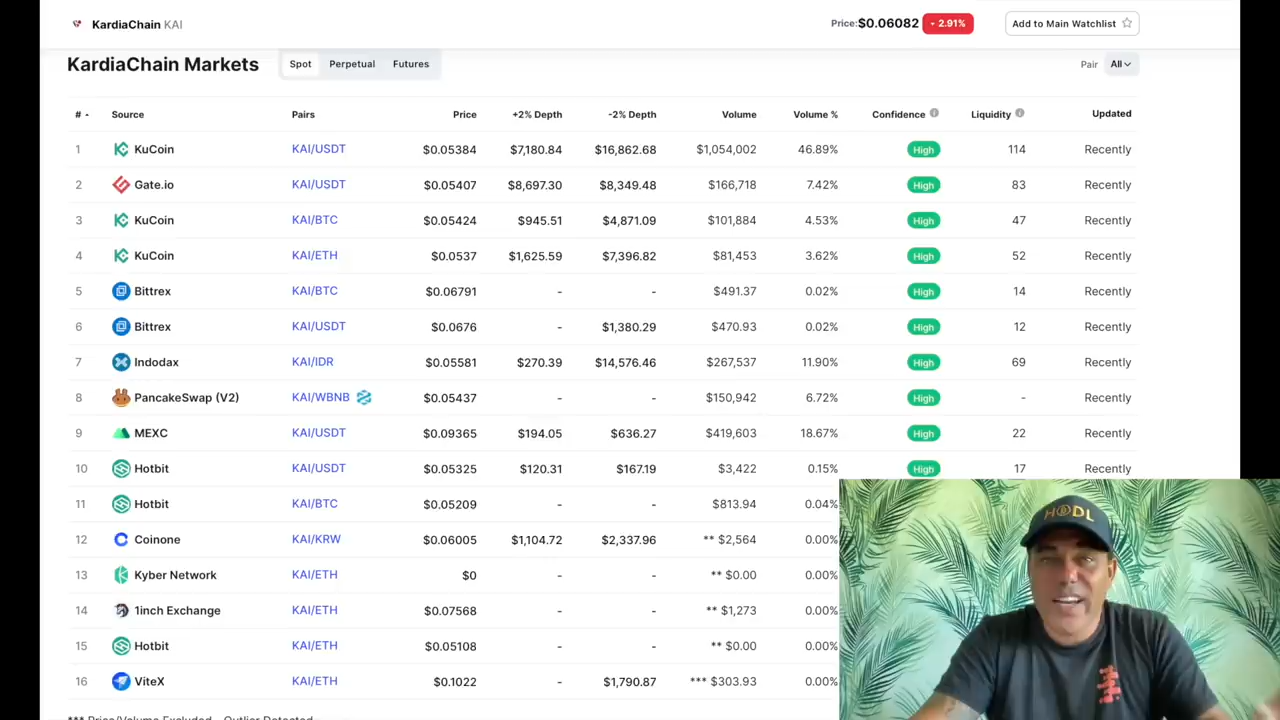 KardiaChain KAI Price:$0.06082 2.91% Add to Main Watchlist
KardiaChain Markets Spot Perpetual Futures Pair All
# Source Pairs Price +2% Depth -2% Depth Volume Volume % Confidence Liquidity Updated
1 KuCoin KAI/USDT $0.05384 $7,180.84 $16,862.68 $1,054,002 46.89% High 114 Recently
2 Gate.io KAI/USDT $0.05407 $8,697.30 $8,349.48 $166,718 7.42% High 83 Recently
3 KuCoin KAI/BTC $0.05424 $945.51 $4,871.09 $101,884 4.53% High 47 Recently
4 KuCoin KAI/ETH $0.0537 $1,625.59 $7,396.82 $81,453 3.62% High 52 Recently
5 Bittrex KAI/BTC $0.06791 - - $491.37 0.02% High 14 Recently
6 Bittrex KAI/USDT $0.0676 - $1,380.29 $470.93 0.02% High 12 Recently
7 Indodax KAI/IDR $0.05581 $270.39 $14,576.46 $267,537 11.90% High 69 Recently
8 PancakeSwap (V2) KAI/WBNB $0.05437 - - $150,942 6.72% High - Recently
9 MEXC KAI/USDT $0.09365 $194.05 $636.27 $419,603 18.67% High 22 Recently
10 Hotbit KAI/USDT $0.05325 $120.31 $167.19 $3,422 0.15% High 17 Recently
11 Hotbit KAI/BTC $0.05209 - - $813.94 0.04%
12 Coinone KAI/KRW $0.06005 $1,104.72 $2,337.96 ** $2,564 0.00%
13 Kyber Network KAI/ETH $0 - - ** $0.00 0.00%
14 1inch Exchange KAI/ETH $0.07568 - - ** $1,273 0.00%
15 Hotbit KAI/ETH $0.05108 - - ** $0.00 0.00%
16 ViteX KAI/ETH $0.1022 - $1,790.87 *** $303.93 0.00%
*** Price/Volume Excluded - Outlier Detected
HODL